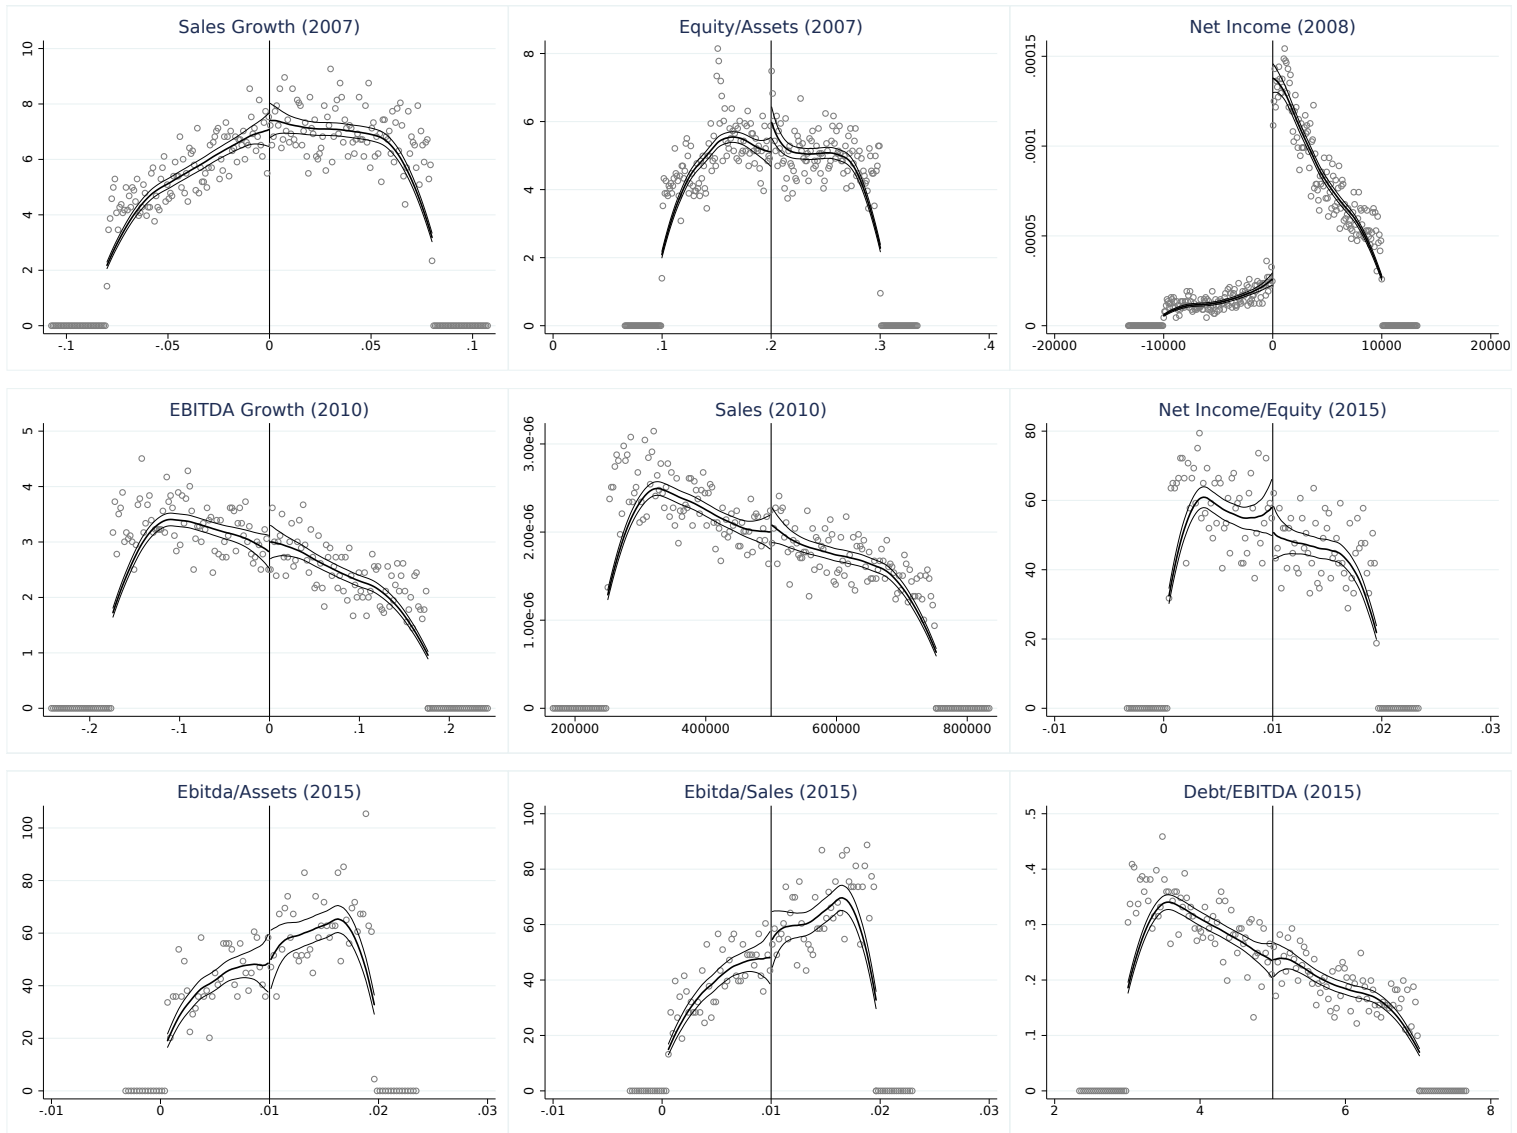 Sales Growth (2007)
0 2 4 6 8 10
-.1 -.05 0 .05 .1
Equity/Assets (2007)
0 2 4 6 8
0 .1 .2 .3 .4
Net Income (2008)
0 .00005 .0001 .00015
-20000 -10000 0 10000 20000
EBITDA Growth (2010)
0 1 2 3 4 5
-.2 -.1 0 .1 .2
Sales (2010)
0 1.00e-06 2.00e-06 3.00e-06
200000 400000 600000 800000
Net Income/Equity (2015)
0 20 40 60 80
-.01 0 .01 .02 .03
Ebitda/Assets (2015)
0 20 40 60 80 100
-.01 0 .01 .02 .03
Ebitda/Sales (2015)
0 20 40 60 80 100
-.01 0 .01 .02 .03
Debt/EBITDA (2015)
0 .1 .2 .3 .4 .5
2 4 6 8